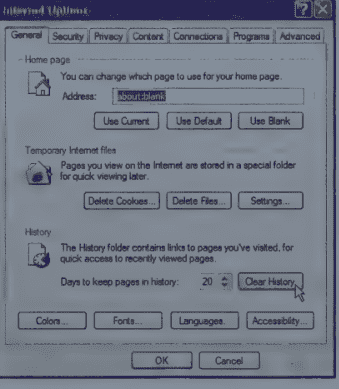 Internet Options
General Security Privacy Content Connections Programs Advanced
Home page
You can change which page to use for your home page.
Address: about:blank
Use Current Use Default Use Blank
Temporary Internet files
Pages you view on the Internet are stored in a special folder
for quick viewing later.
Delete Cookies... Delete Files... Settings...
History
The History folder contains links to pages you've visited, for
quick access to recently viewed pages.
Days to keep pages in history: 20 Clear History
Colors... Fonts... Languages... Accessibility...
OK Cancel